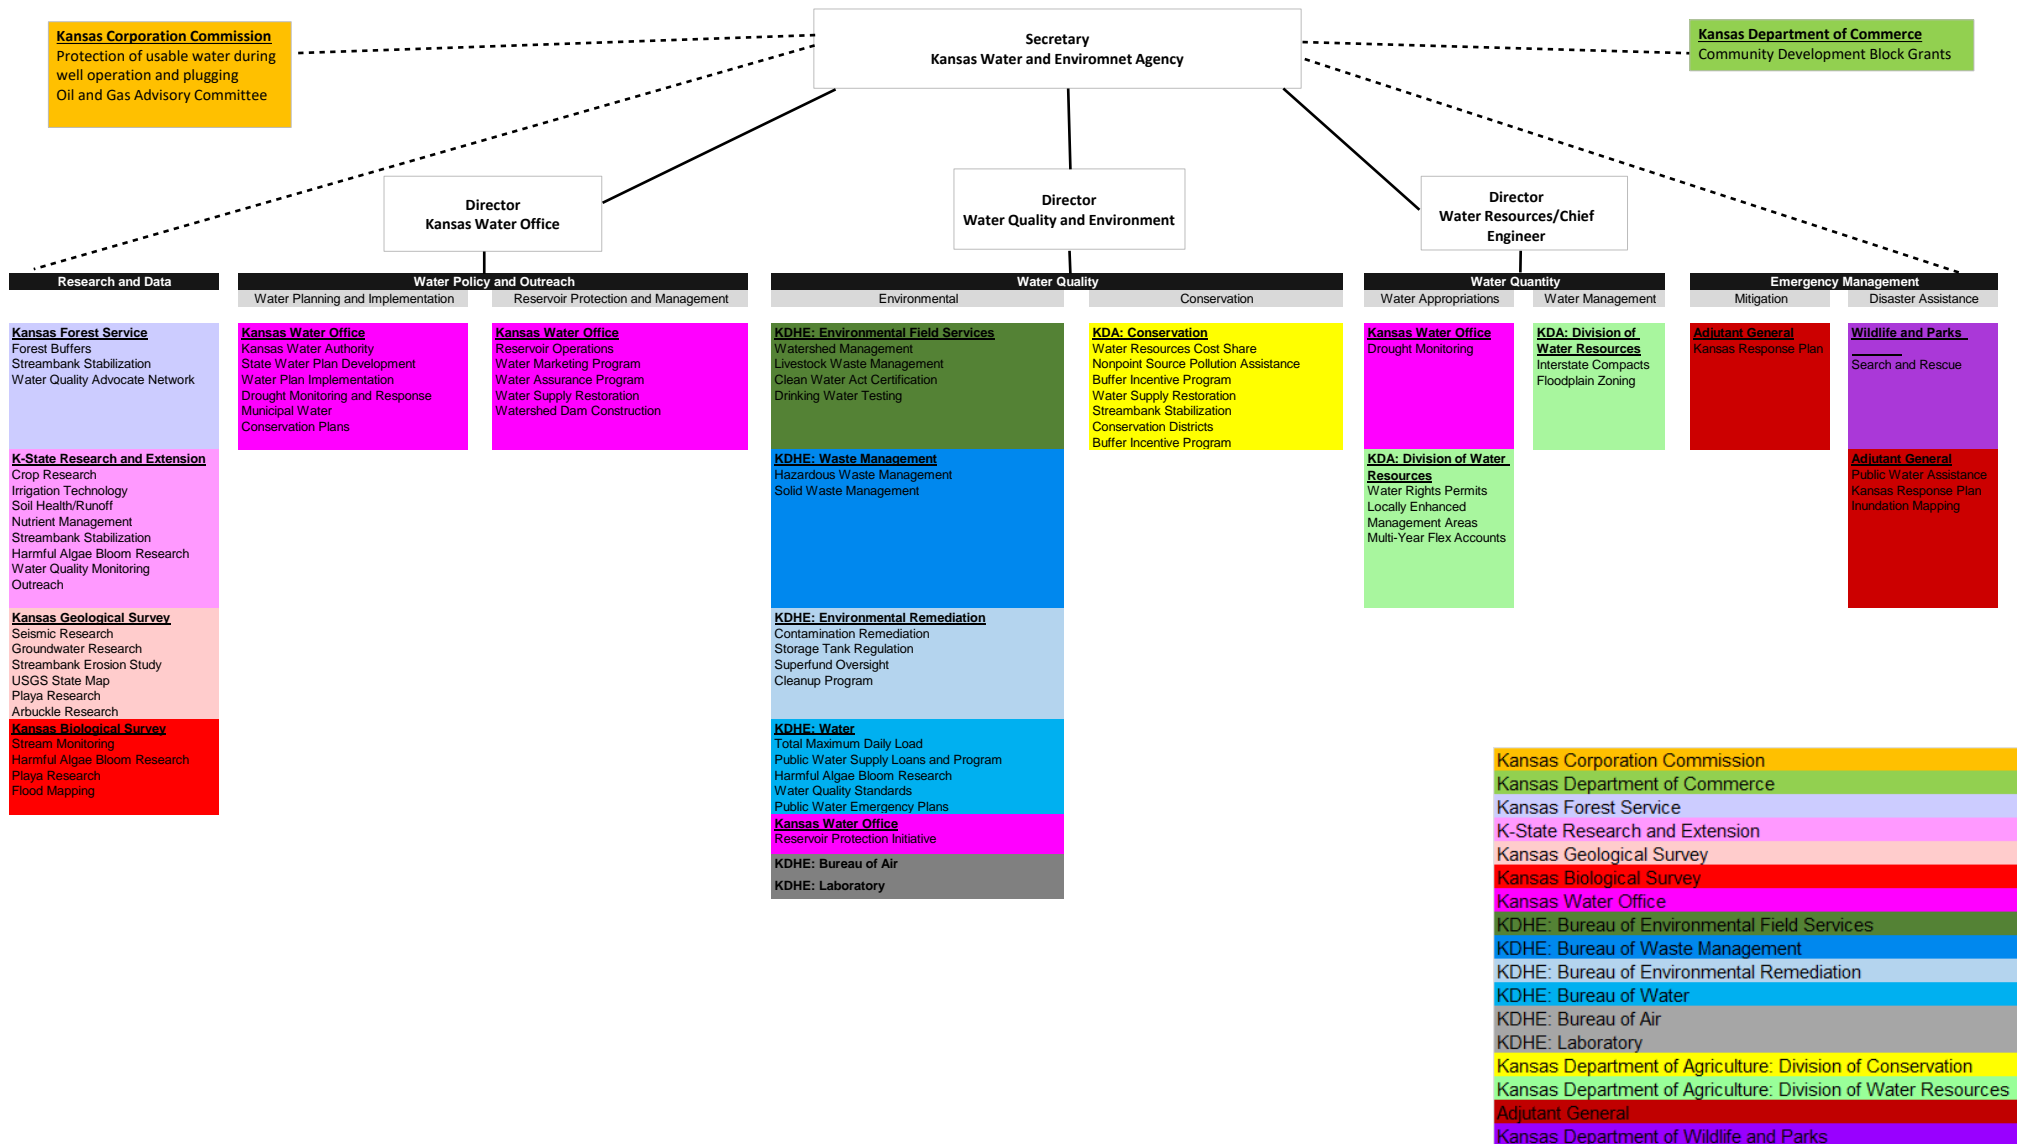 Kansas Corporation Commission
Protection of usable water during
well operation and plugging
Oil and Gas Advisory Committee
Secretary
Kansas Water and Enviromnet Agency
Kansas Department of Commerce
Community Development Block Grants
Director
Kansas Water Office
Director
Water Quality and Environment
Director
Water Resources/Chief
Engineer
Research and Data
Water Policy and Outreach
Water Quality
Water Quantity
Emergency Management
Water Planning and Implementation
Reservoir Protection and Management
Environmental
Conservation
Water Appropriations
Water Management
Mitigation
Disaster Assistance
Kansas Forest Service
Forest Buffers
Streambank Stabilization
Water Quality Advocate Network
K-State Research and Extension
Crop Research
Irrigation Technology
Soil Health/Runoff
Nutrient Management
Streambank Stabilization
Harmful Algae Bloom Research
Water Quality Monitoring
Outreach
Kansas Geological Survey
Seismic Research
Groundwater Research
Streambank Erosion Study
USGS State Map
Playa Research
Arbuckle Research
Kansas Biological Survey
Stream Monitoring
Harmful Algae Bloom Research
Playa Research
Flood Mapping
Kansas Water Office
Kansas Water Authority
State Water Plan Development
Water Plan Implementation
Drought Monitoring and Response
Municipal Water
Conservation Plans
Kansas Water Office
Reservoir Operations
Water Marketing Program
Water Assurance Program
Water Supply Restoration
Watershed Dam Construction
KDHE: Environmental Field Services
Watershed Management
Livestock Waste Management
Clean Water Act Certification
Drinking Water Testing
KDHE: Waste Management
Hazardous Waste Management
Solid Waste Management
KDHE: Environmental Remediation
Contamination Remediation
Storage Tank Regulation
Superfund Oversight
Cleanup Program
KDHE: Water
Total Maximum Daily Load
Public Water Supply Loans and Program
Harmful Algae Bloom Research
Water Quality Standards
Public Water Emergency Plans
Kansas Water Office
Reservoir Protection Initiative
KDHE: Bureau of Air
KDHE: Laboratory
KDA: Conservation
Water Resources Cost Share
Nonpoint Source Pollution Assistance
Buffer Incentive Program
Water Supply Restoration
Streambank Stabilization
Conservation Districts
Buffer Incentive Program
Kansas Water Office
Drought Monitoring
KDA: Division of Water
Resources
Water Rights Permits
Locally Enhanced
Management Areas
Multi-Year Flex Accounts
KDA: Division of
Water Resources
Interstate Compacts
Floodplain Zoning
Adjutant General
Kansas Response Plan
Wildlife and Parks
Search and Rescue
Adjutant General
Public Water Assistance
Kansas Response Plan
Inundation Mapping
Kansas Corporation Commission
Kansas Department of Commerce
Kansas Forest Service
K-State Research and Extension
Kansas Geological Survey
Kansas Biological Survey
Kansas Water Office
KDHE: Bureau of Environmental Field Services
KDHE: Bureau of Waste Management
KDHE: Bureau of Environmental Remediation
KDHE: Bureau of Water
KDHE: Bureau of Air
KDHE: Laboratory
Kansas Department of Agriculture: Division of Conservation
Kansas Department of Agriculture: Division of Water Resources
Adjutant General
Kansas Department of Wildlife and Parks